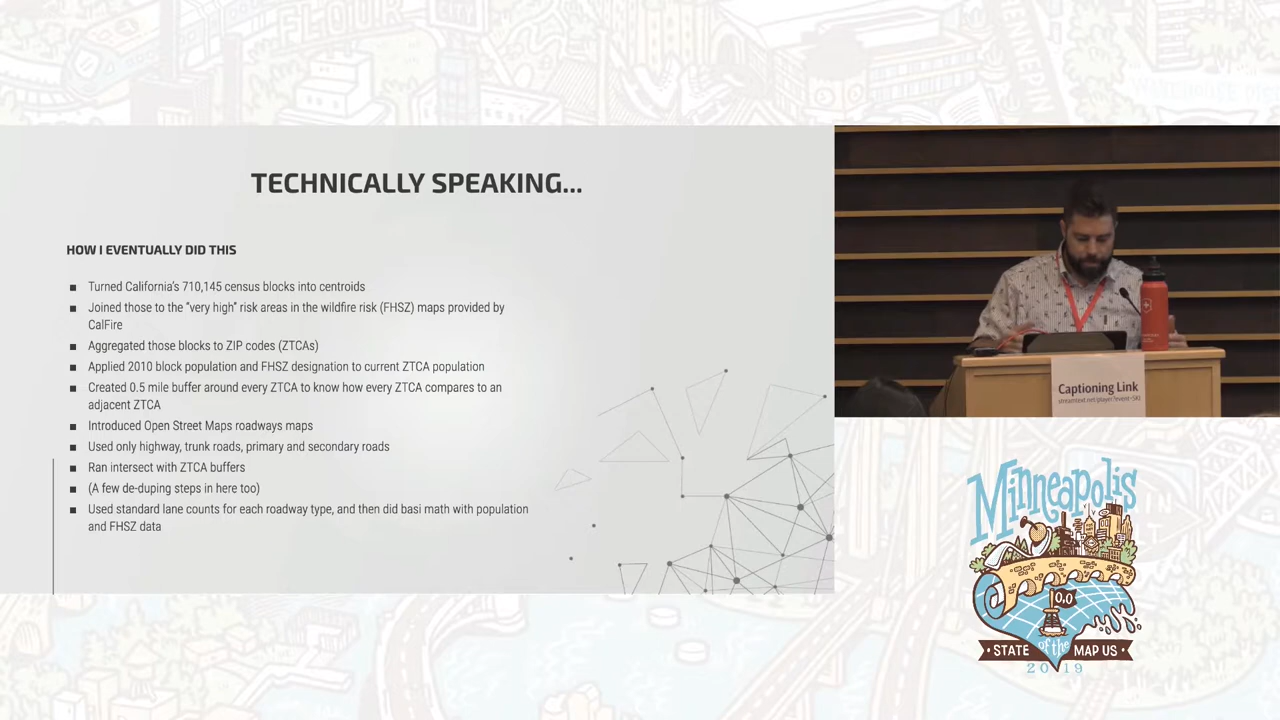 FLOUR
CITY
HENNEPIN
TECHNICALLY SPEAKING...
HOW I EVENTUALLY DID THIS
■ Turned California's 710,145 census blocks into centroids
■ Joined those to the “very high” risk areas in the wildfire risk (FHSZ) maps provided by
CalFire
■ Aggregated those blocks to ZIP codes (ZTCAs)
■ Applied 2010 block population and FHSZ designation to current ZTCA population
■ Created 0.5 mile buffer around every ZTCA to know how every ZTCA compares to an
adjacent ZTCA
■ Introduced Open Street Maps roadways maps
■ Used only highway, trunk roads, primary and secondary roads
■ Ran intersect with ZTCA buffers
■ (A few de-duping steps in here too)
■ Used standard lane counts for each roadway type, and then did basi math with population
and FHSZ data
Captioning Link
Minneapolis
0,0
• STATE of the MAP US •
2019